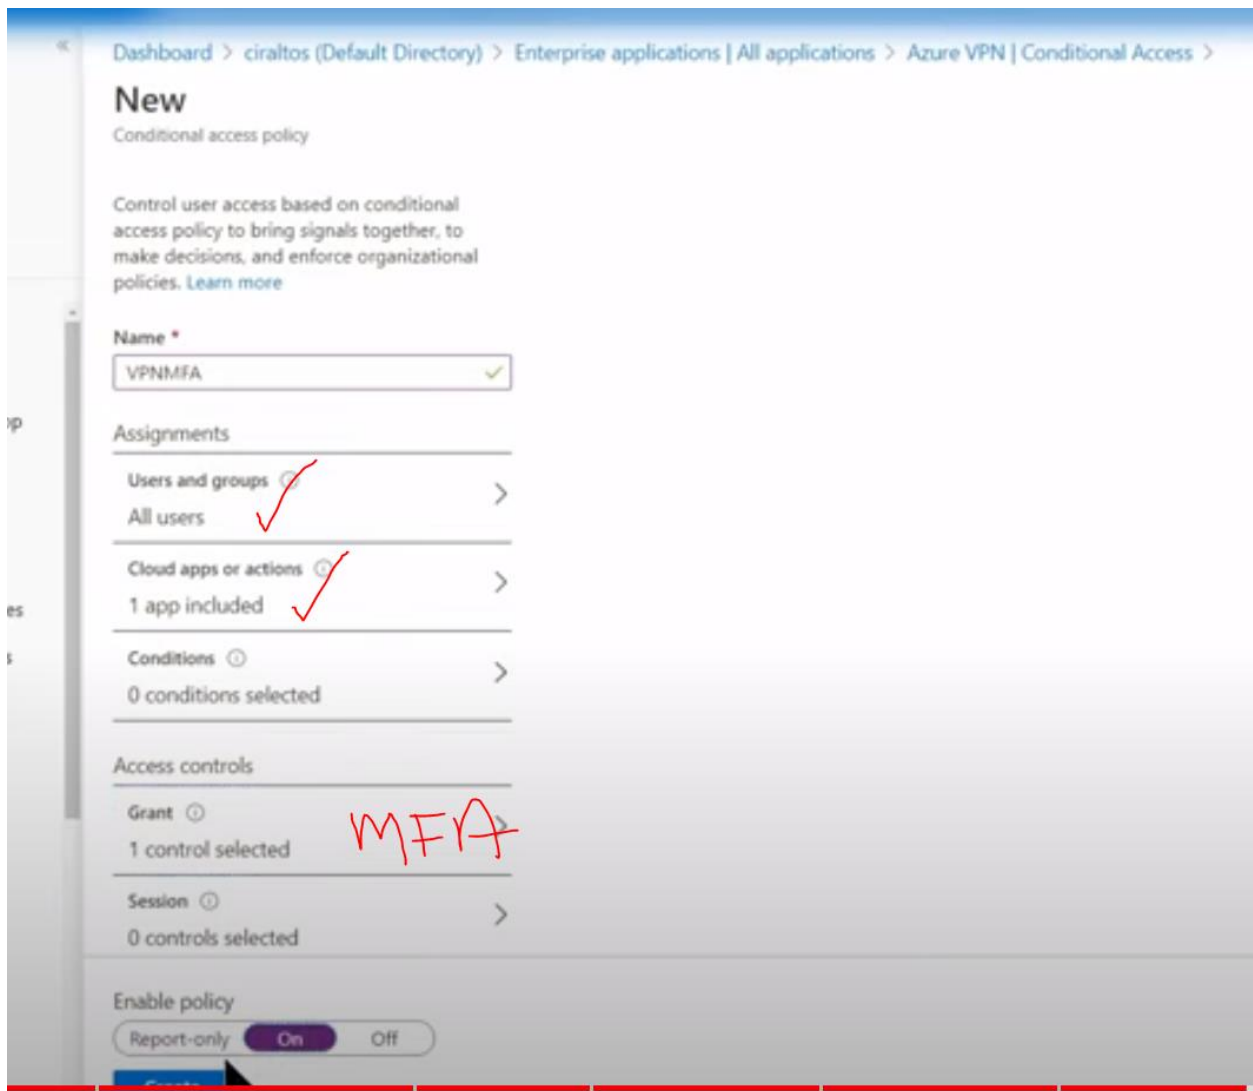 «
Dashboard > ciraltos (Default Directory) > Enterprise applications | All applications > Azure VPN | Conditional Access >
New
Conditional access policy
Control user access based on conditional
access policy to bring signals together, to
make decisions, and enforce organizational
policies. Learn more
Name *
VPNMFA
op
Assignments
Users and groups
All users
Cloud apps or actions
1 app included
es
s
Conditions
0 conditions selected
Access controls
Grant
1 control selected
MFA
Session
0 controls selected
Enable policy
Report-only On Off
Create